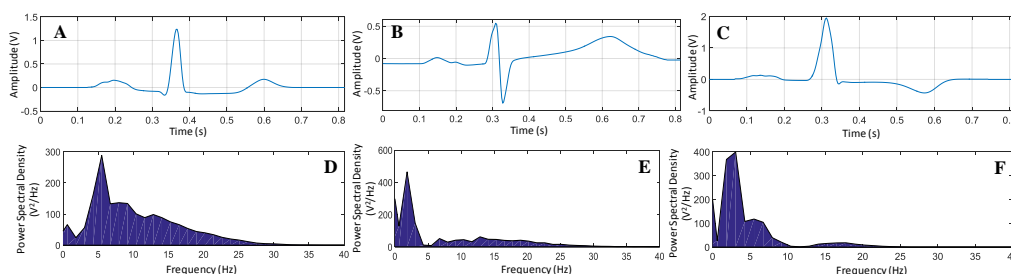 A
Amplitude (V)
1.5
1
0.5
0
-0.5
0 0.1 0.2 0.3 0.4 0.5 0.6 0.7 0.8
Time (s)
B
Amplitude (V)
0.5
0
-0.5
0 0.1 0.2 0.3 0.4 0.5 0.6 0.7 0.8
Time (s)
C
Amplitude (V)
2
1
0
-1
0 0.1 0.2 0.3 0.4 0.5 0.6 0.7 0.8
Time (s)
D
Power Spectral Density
(V²/Hz)
300
200
100
0
0 5 10 15 20 25 30 35 40
Frequency (Hz)
E
Power Spectral Density
(V²/Hz)
600
400
200
0
0 5 10 15 20 25 30 35 40
Frequency (Hz)
F
Power Spectral Density
(V²/Hz)
400
300
200
100
0
0 5 10 15 20 25 30 35 40
Frequency (Hz)